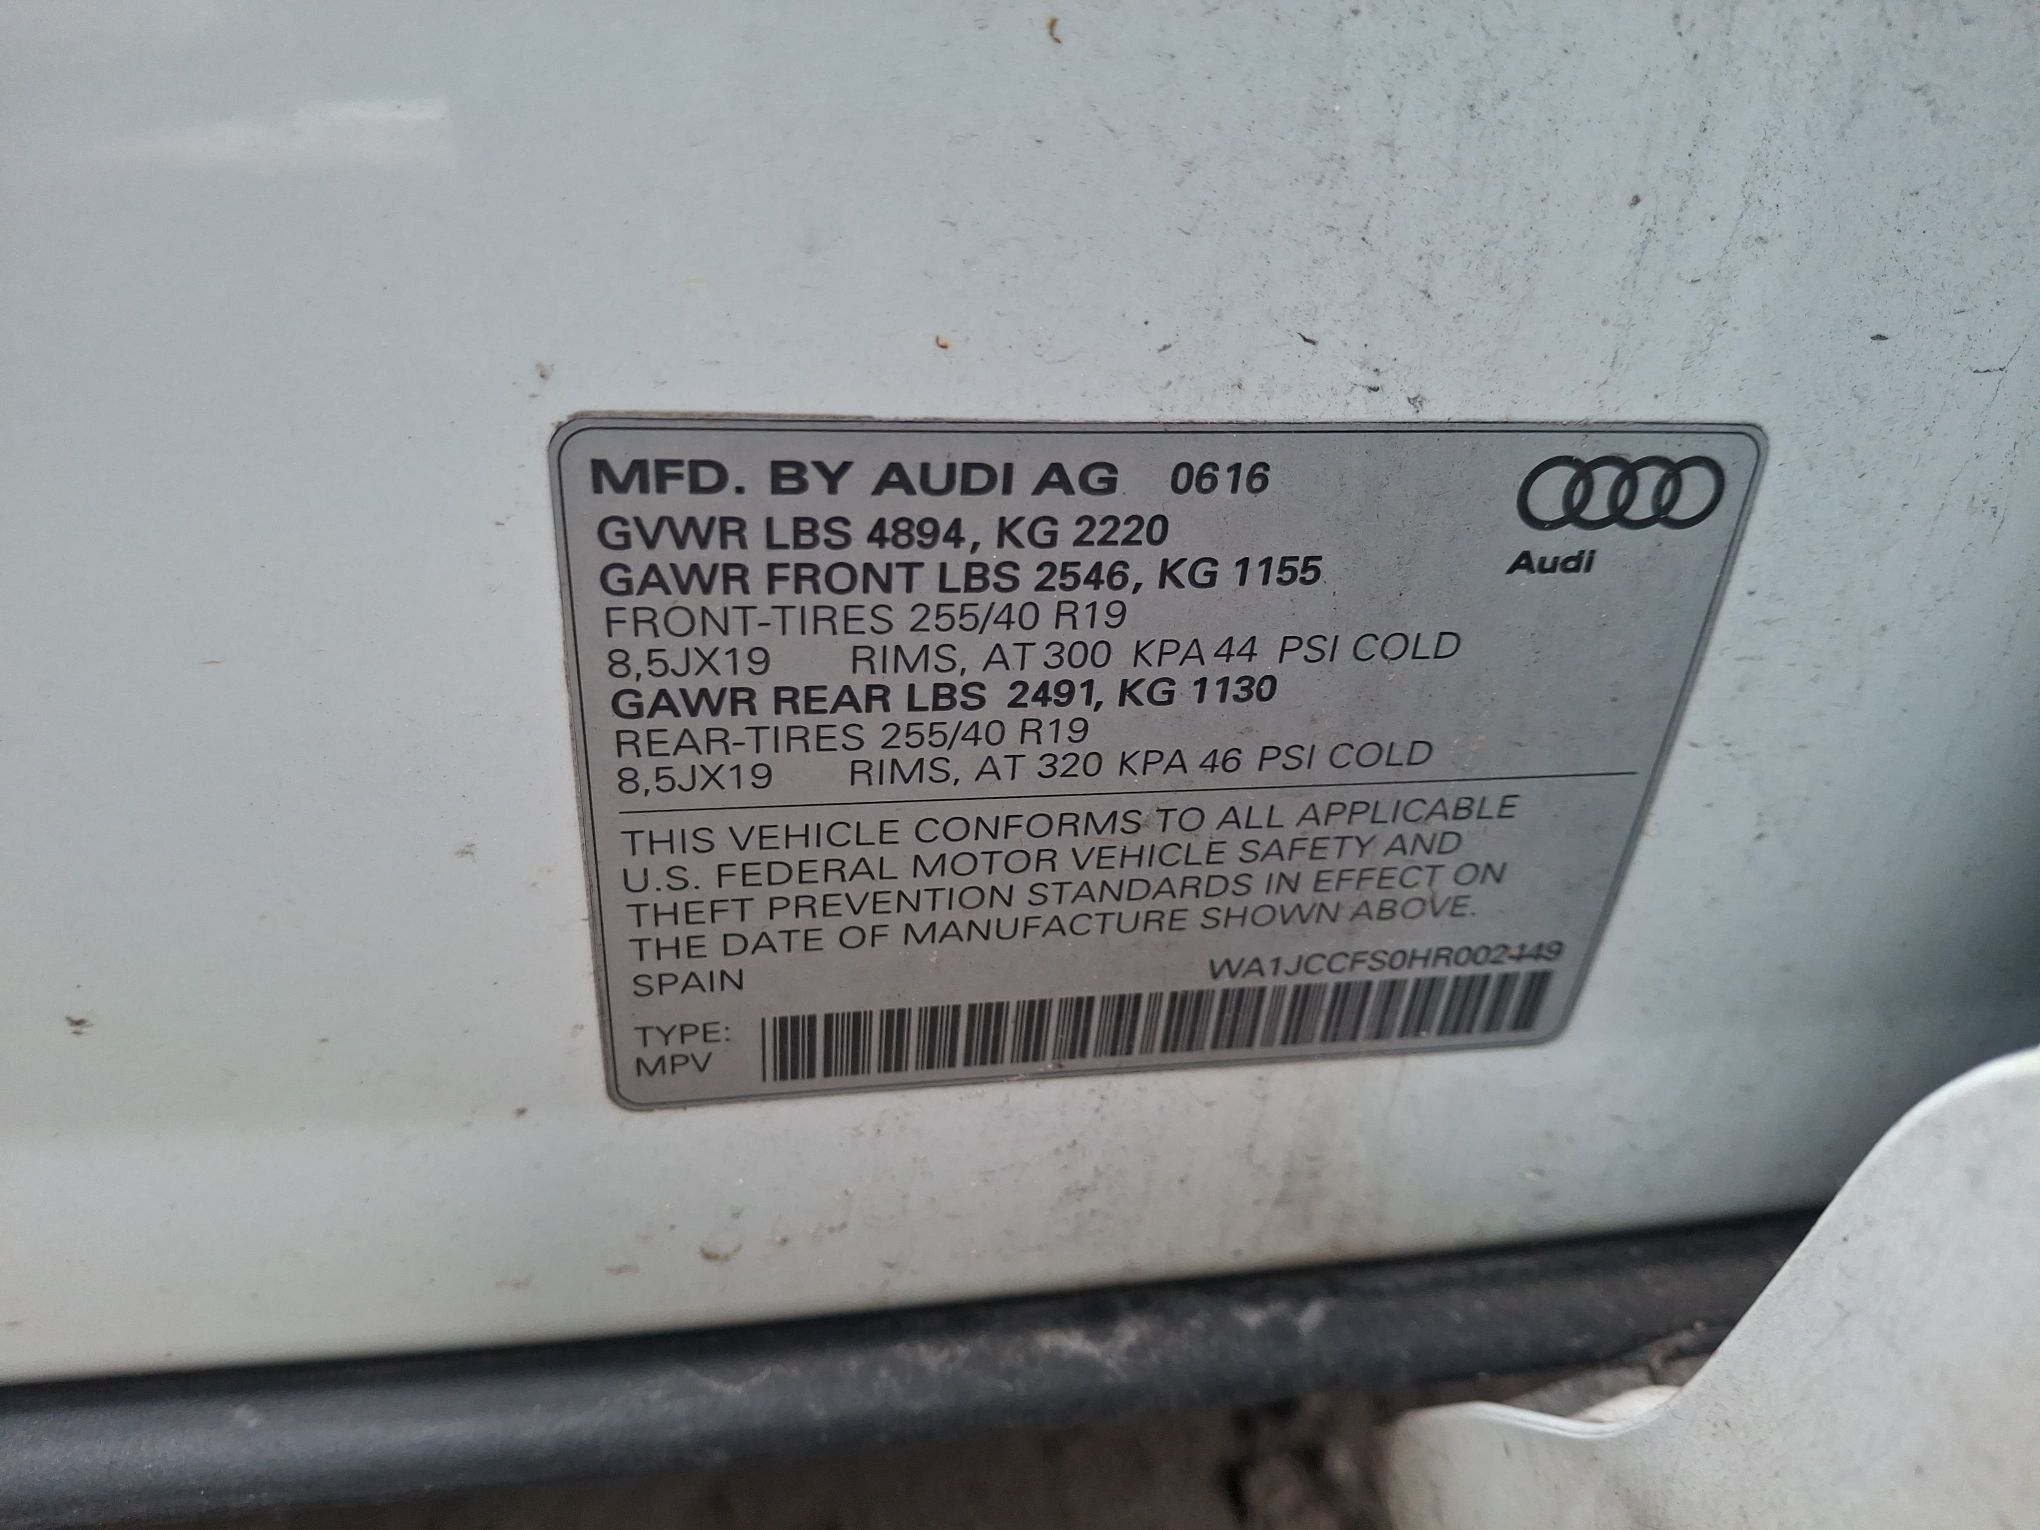 MFD. BY AUDI AG 0616
GVWR LBS 4894, KG 2220
GAWR FRONT LBS 2546, KG 1155
FRONT-TIRES 255/40 R19
8,5JX19 RIMS, AT 300 KPA 44 PSI COLD
GAWR REAR LBS 2491, KG 1130
REAR-TIRES 255/40 R19
8,5JX19 RIMS, AT 320 KPA 46 PSI COLD
Audi
THIS VEHICLE CONFORMS TO ALL APPLICABLE
U.S. FEDERAL MOTOR VEHICLE SAFETY AND
THEFT PREVENTION STANDARDS IN EFFECT ON
THE DATE OF MANUFACTURE SHOWN ABOVE.
SPAIN WA1JCCFS0HR002449
TYPE:
MPV